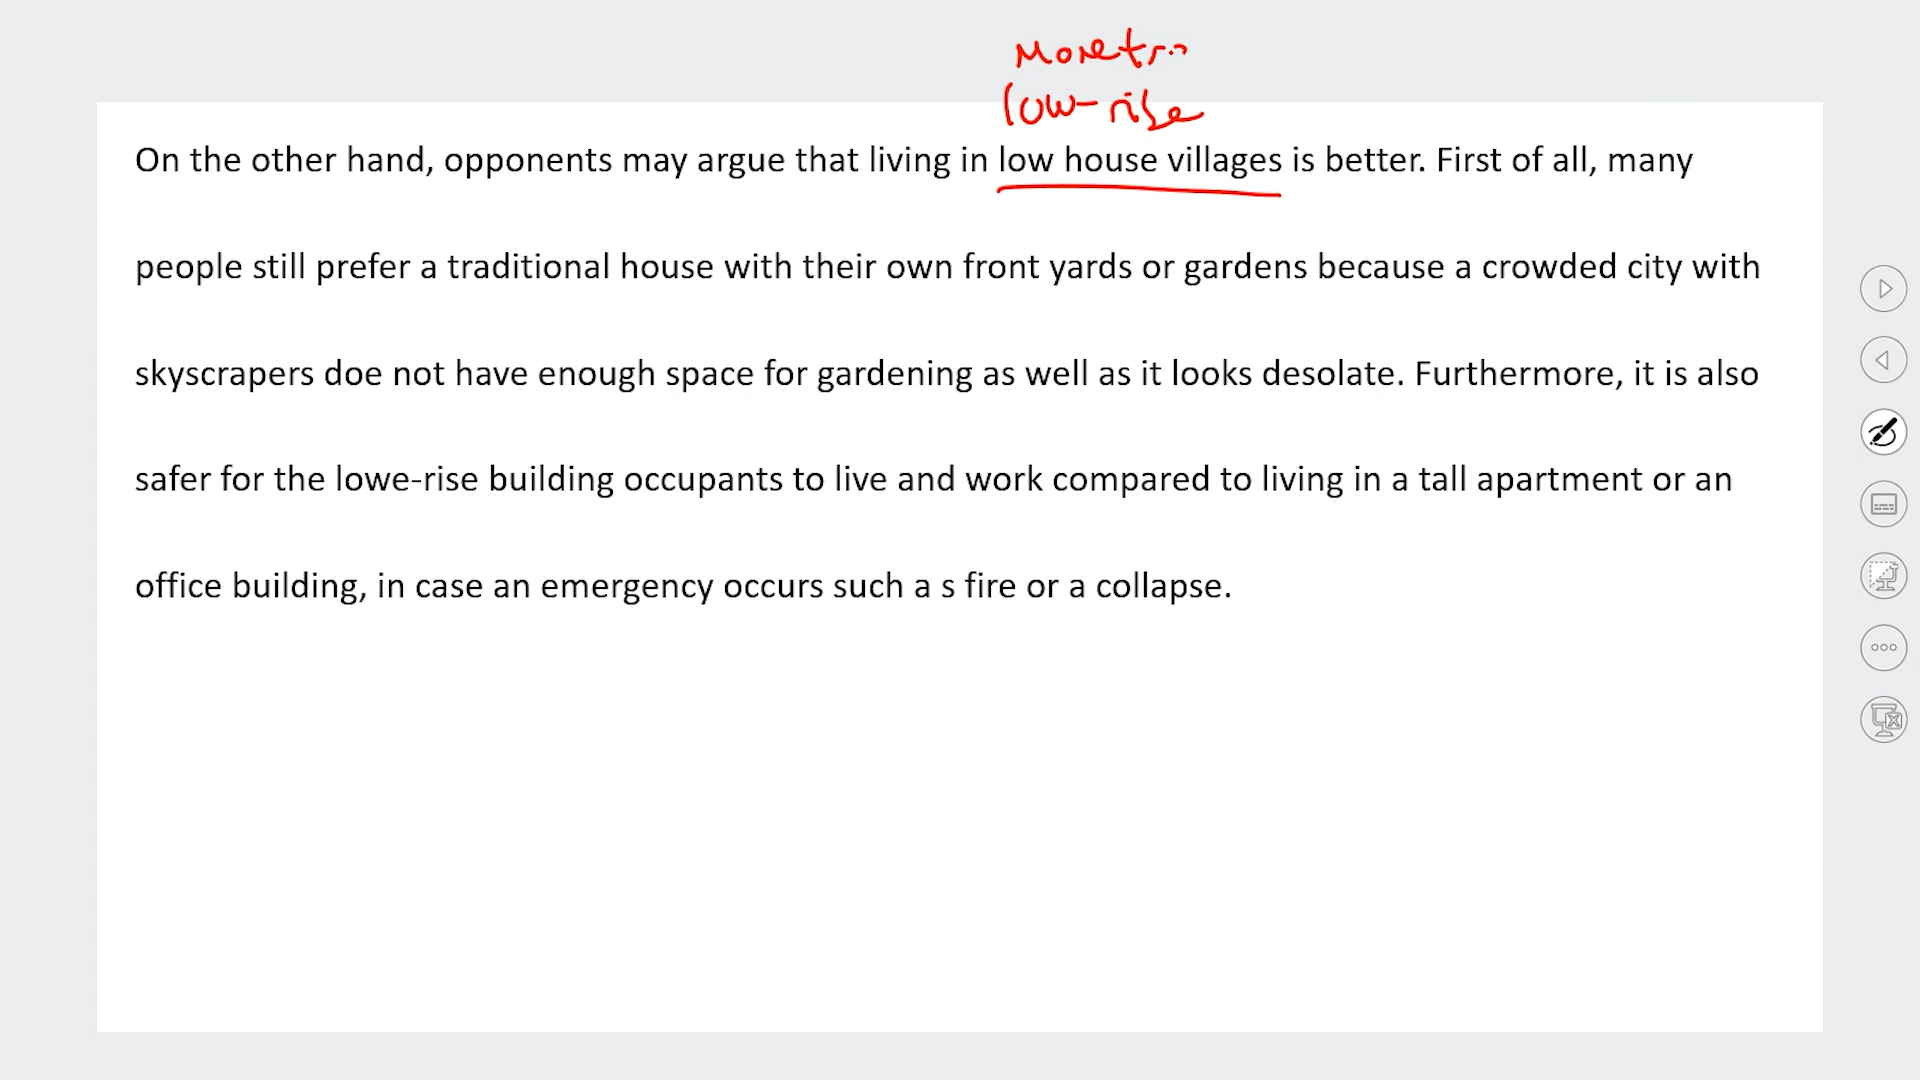 More tr
low-rise
On the other hand, opponents may argue that living in low house villages is better. First of all, many
people still prefer a traditional house with their own front yards or gardens because a crowded city with
skyscrapers doe not have enough space for gardening as well as it looks desolate. Furthermore, it is also
safer for the lowe-rise building occupants to live and work compared to living in a tall apartment or an
office building, in case an emergency occurs such a s fire or a collapse.